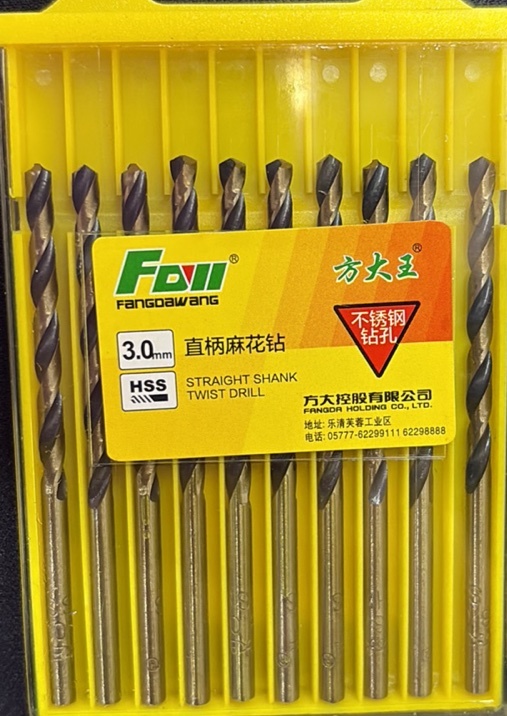 FDW®
FANGDAWANG
方大王®
3.0mm
直柄麻花钻
HSS
STRAIGHT SHANK
TWIST DRILL
不锈钢
钻孔
方大控股有限公司
FANGDA HOLDING CO., LTD.
地址: 乐清芙蓉工业区
电话: 05777-62299111 62298888